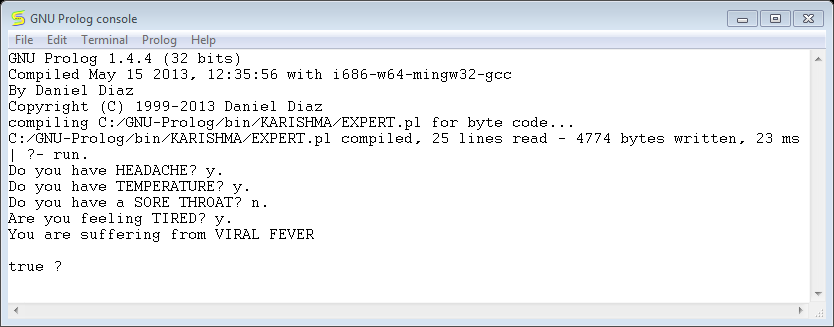 GNU Prolog console
File Edit Terminal Prolog Help
GNU Prolog 1.4.4 (32 bits)
Compiled May 15 2013, 12:35:56 with i686-w64-mingw32-gcc
By Daniel Diaz
Copyright (C) 1999-2013 Daniel Diaz
compiling C:/GNU-Prolog/bin/KARISHMA/EXPERT.pl for byte code...
C:/GNU-Prolog/bin/KARISHMA/EXPERT.pl compiled, 25 lines read - 4774 bytes written, 23 ms
| ?- run.
Do you have HEADACHE? y.
Do you have TEMPERATURE? y.
Do you have a SORE THROAT? n.
Are you feeling TIRED? y.
You are suffering from VIRAL FEVER
true ?